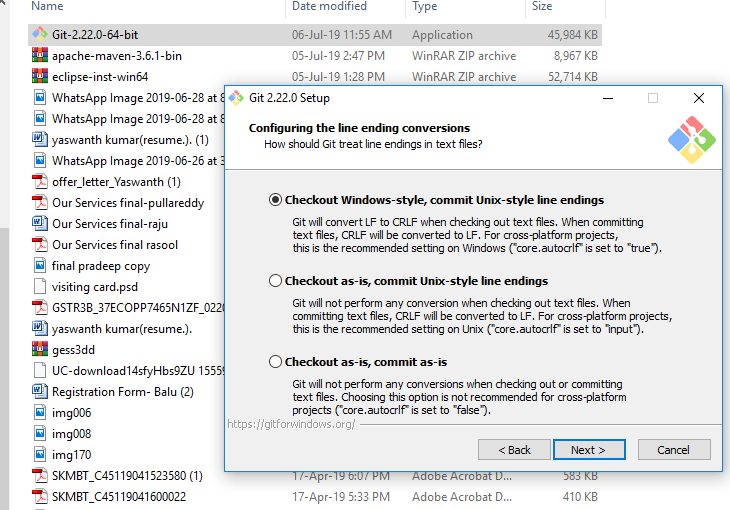 Name Date modified Type Size
Git-2.22.0-64-bit 06-Jul-19 11:55 AM Application 45,984 KB
apache-maven-3.6.1-bin 05-Jul-19 2:47 PM WinRAR ZIP archive 8,967 KB
eclipse-inst-win64 05-Jul-19 1:28 PM WinRAR ZIP archive 52,714 KB
WhatsApp Image 2019-06-28 at 8
WhatsApp Image 2019-06-28 at 8
yaswanth kumar(resume.). (1)
WhatsApp Image 2019-06-26 at 3
offer_letter_Yaswanth (1)
Our Services final-pullareddy
Our Services final-raju
Our Services final rasool
final pradeep copy
visiting card.psd
GSTR3B_37ECOPP7465N1ZF_0220
yaswanth kumar(resume.).
gess3dd
UC-download14sfyHbs9ZU 15559
Registration Form- Balu (2)
img006
img008
img170
SKMBT_C45119041523580 (1) 17-Apr-19 6:07 PM Adobe Acrobat D... 583 KB
SKMBT_C45119041600022 17-Apr-19 5:33 PM Adobe Acrobat D... 410 KB
Git 2.22.0 Setup
Configuring the line ending conversions
How should Git treat line endings in text files?
Checkout Windows-style, commit Unix-style line endings
Git will convert LF to CRLF when checking out text files. When committing
text files, CRLF will be converted to LF. For cross-platform projects,
this is the recommended setting on Windows ("core.autocrlf" is set to "true").
Checkout as-is, commit Unix-style line endings
Git will not perform any conversion when checking out text files. When
committing text files, CRLF will be converted to LF. For cross-platform projects,
this is the recommended setting on Unix ("core.autocrlf" is set to "input").
Checkout as-is, commit as-is
Git will not perform any conversions when checking out or committing
text files. Choosing this option is not recommended for cross-platform
projects ("core.autocrlf" is set to "false").
https://gitforwindows.org/
< Back Next > Cancel